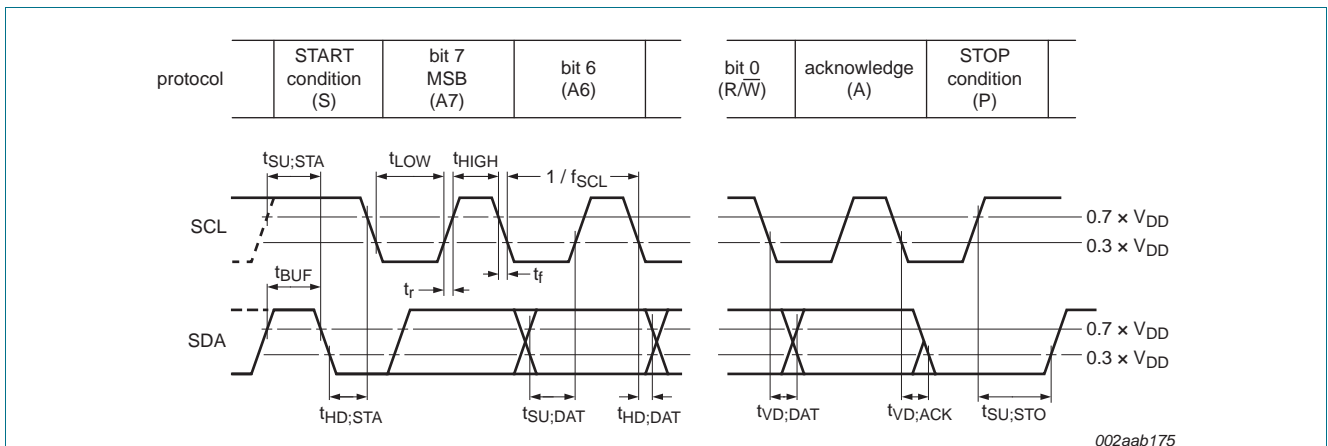 protocol
START
condition
(S)
bit 7
MSB
(A7)
bit 6
(A6)
bit 0
(R/W̅)
acknowledge
(A)
STOP
condition
(P)
tSU;STA
tLOW
tHIGH
1 / fSCL
SCL
0.7 × VDD
0.3 × VDD
tBUF
tr
tf
SDA
0.7 × VDD
0.3 × VDD
tHD;STA
tSU;DAT
tHD;DAT
tVD;DAT
tVD;ACK
tSU;STO
002aab175